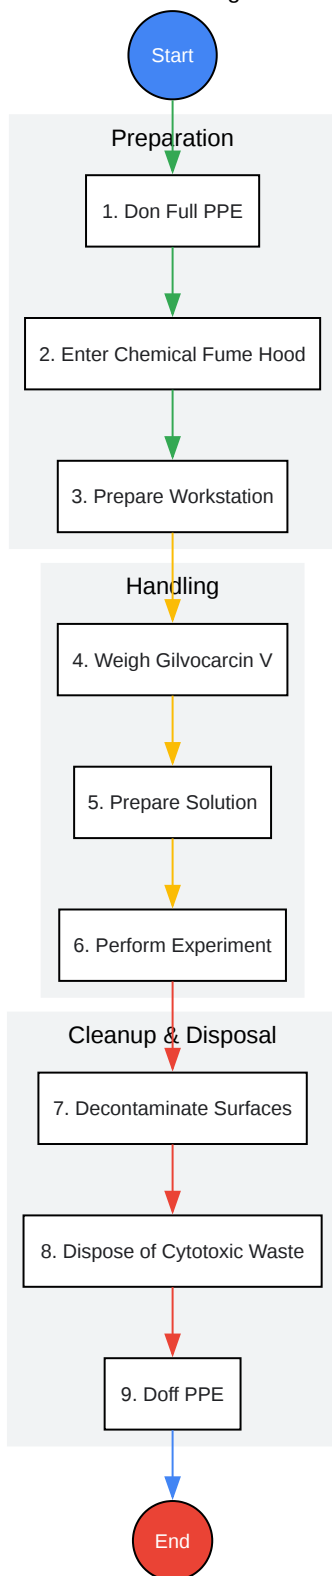 Start
Preparation
1. Don Full PPE
2. Enter Chemical Fume Hood
3. Prepare Workstation
Handling
4. Weigh Gilvocarcin V
5. Prepare Solution
6. Perform Experiment
Cleanup & Disposal
7. Decontaminate Surfaces
8. Dispose of Cytotoxic Waste
9. Doff PPE
End